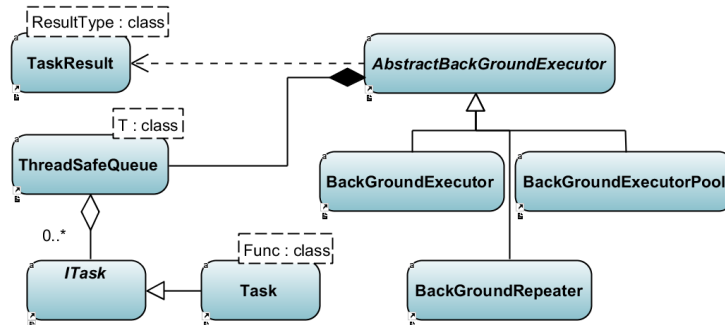 ResultType : class
TaskResult
AbstractBackGroundExecutor
T : class
ThreadSafeQueue
BackGroundExecutor
BackGroundExecutorPool
0..*
Func : class
ITask
Task
BackGroundRepeater
a
a
a
a
a
a
a
a